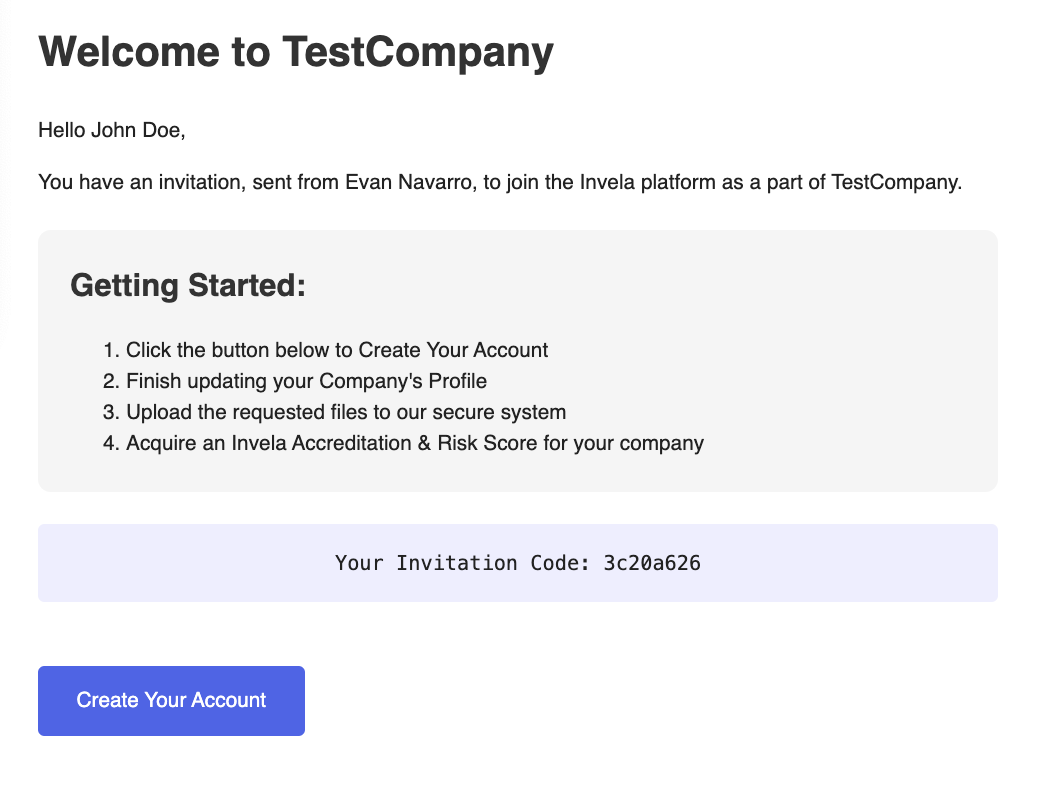 Welcome to TestCompany
Hello John Doe,
You have an invitation, sent from Evan Navarro, to join the Invela platform as a part of TestCompany.
Getting Started:
1. Click the button below to Create Your Account
2. Finish updating your Company's Profile
3. Upload the requested files to our secure system
4. Acquire an Invela Accreditation & Risk Score for your company
Your Invitation Code: 3c20a626
Create Your Account